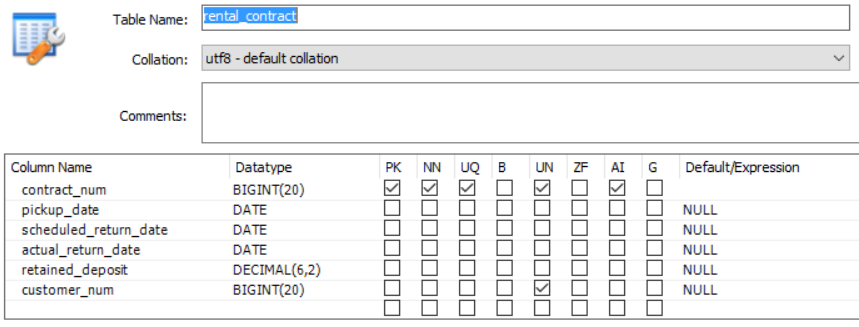 Table Name: rental_contract
Collation: utf8 - default collation
Comments:
Column Name Datatype PK NN UQ B UN ZF AI G Default/Expression
contract_num BIGINT(20)
pickup_date DATE NULL
scheduled_return_date DATE NULL
actual_return_date DATE NULL
retained_deposit DECIMAL(6,2) NULL
customer_num BIGINT(20) NULL